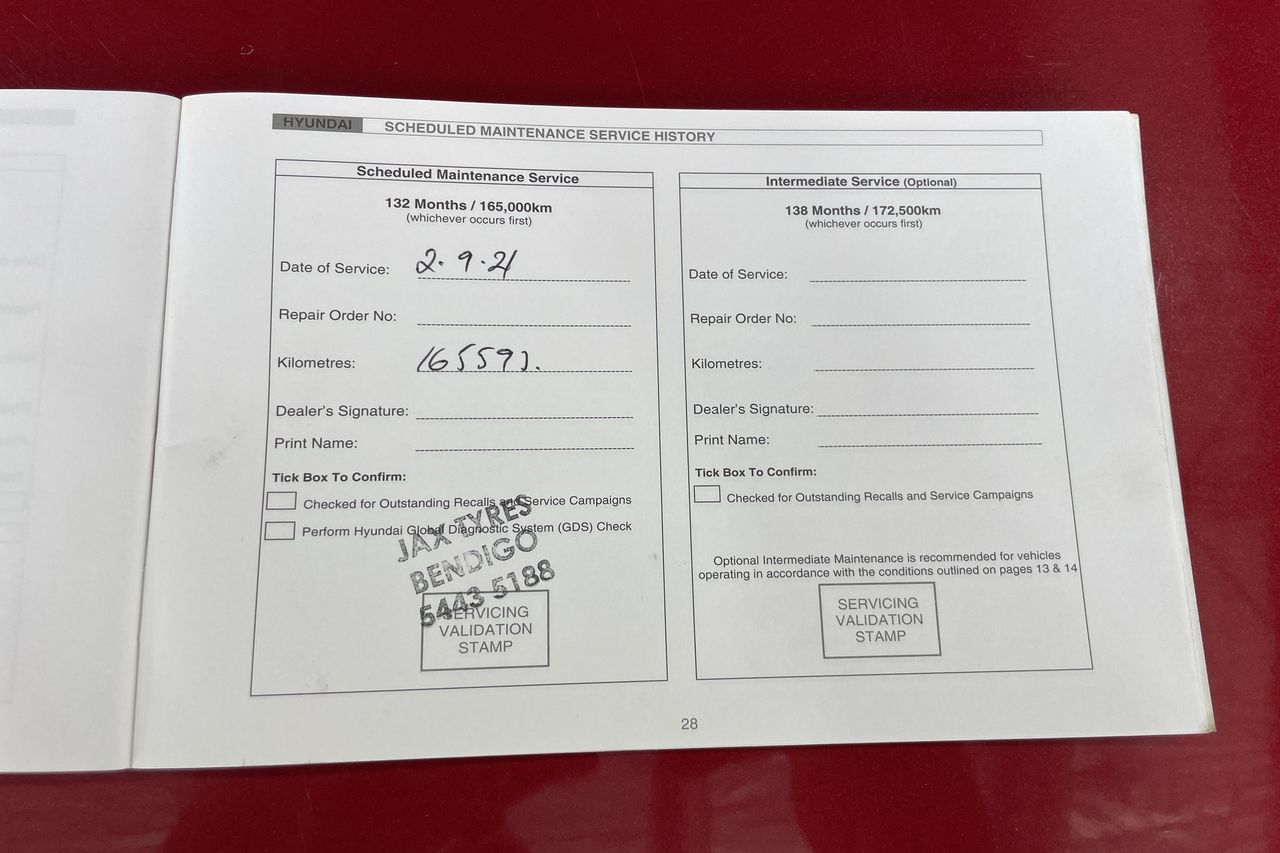 HYUNDAI SCHEDULED MAINTENANCE SERVICE HISTORY
Scheduled Maintenance Service
132 Months / 165,000km
(whichever occurs first)
Date of Service: 2.9.21
Repair Order No:
Kilometres: 165591.
Dealer's Signature:
Print Name:
Tick Box To Confirm:
Checked for Outstanding Recalls and Service Campaigns
Perform Hyundai Global Diagnostic System (GDS) Check
JAX TYRES
BENDIGO
5443 5188
SERVICING
VALIDATION
STAMP
Intermediate Service (Optional)
138 Months / 172,500km
(whichever occurs first)
Date of Service:
Repair Order No:
Kilometres:
Dealer's Signature:
Print Name:
Tick Box To Confirm:
Checked for Outstanding Recalls and Service Campaigns
Optional Intermediate Maintenance is recommended for vehicles
operating in accordance with the conditions outlined on pages 13 & 14
SERVICING
VALIDATION
STAMP
28